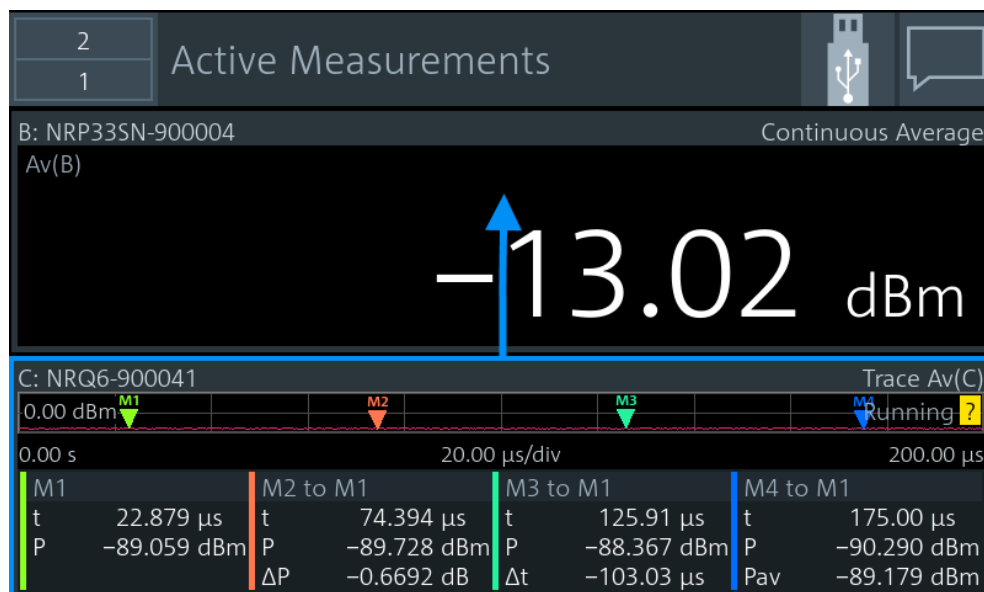 2
1
Active Measurements
B: NRP33SN-900004 Continuous Average
Av(B)
−13.02 dBm
C: NRQ6-900041 Trace Av(C)
0.00 dBm M1 M2 M3 M4 Running ?
0.00 s 20.00 µs/div 200.00 µs
M1 M2 to M1 M3 to M1 M4 to M1
t 22.879 µs t 74.394 µs t 125.91 µs t 175.00 µs
P −89.059 dBm P −89.728 dBm P −88.367 dBm P −90.290 dBm
ΔP −0.6692 dB Δt −103.03 µs Pav −89.179 dBm